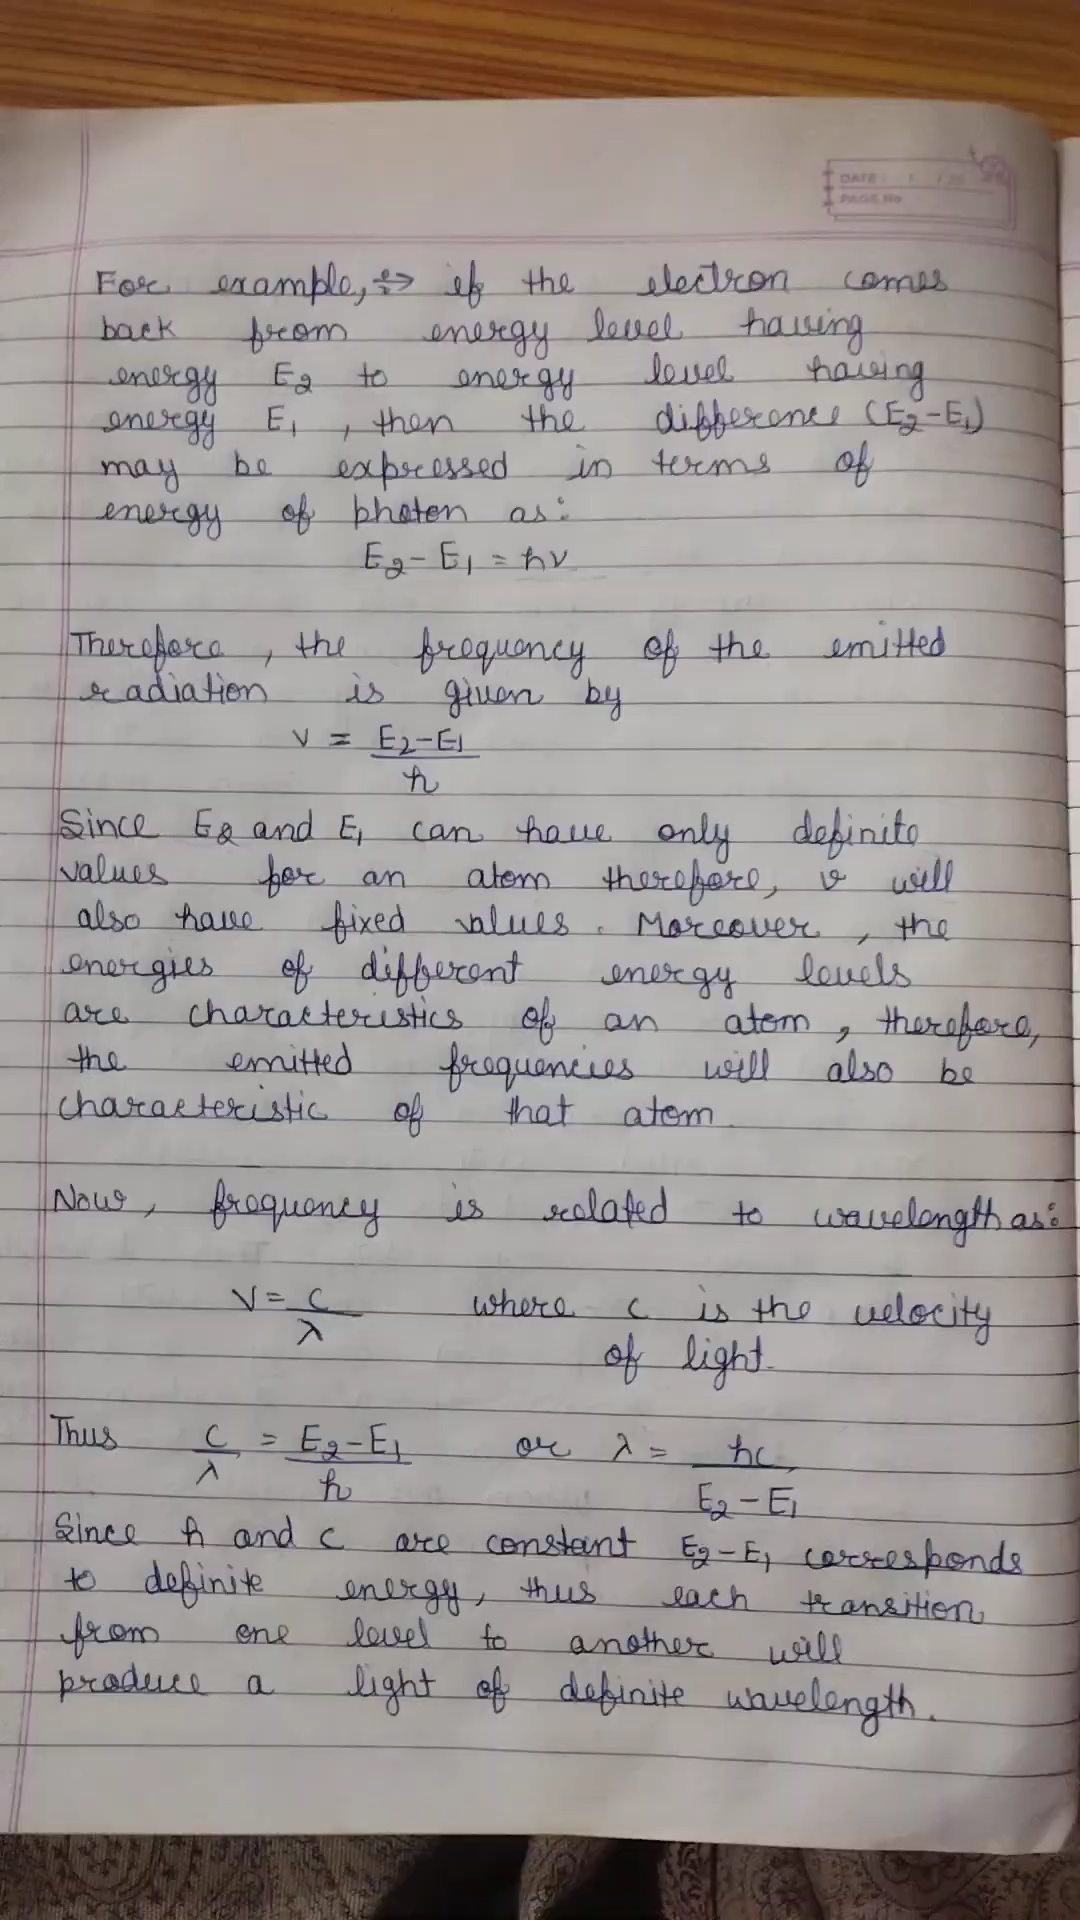 DATE: / / 20
PAGE No
For example, ⇒ if the electron comes
back from energy level having
energy E₂ to energy level having
energy E₁, then the difference (E₂-E₁)
may be expressed in terms of
energy of photon as:
E₂-E₁ = hν
Therefore, the frequency of the emitted
radiation is given by
ν = E₂-E₁
h
Since E₂ and E₁ can have only definite
values for an atom therefore, ν will
also have fixed values. Moreover, the
energies of different energy levels
are characteristics of an atom, therefore,
the emitted frequencies will also be
characteristic of that atom.
Now, frequency is related to wavelength as:
ν = c where c is the velocity
λ of light.
Thus c = E₂-E₁ or λ = hc
λ h E₂-E₁
Since h and c are constant E₂-E₁ corresponds
to definite energy, thus each transition
from one level to another will
produce a light of definite wavelength.